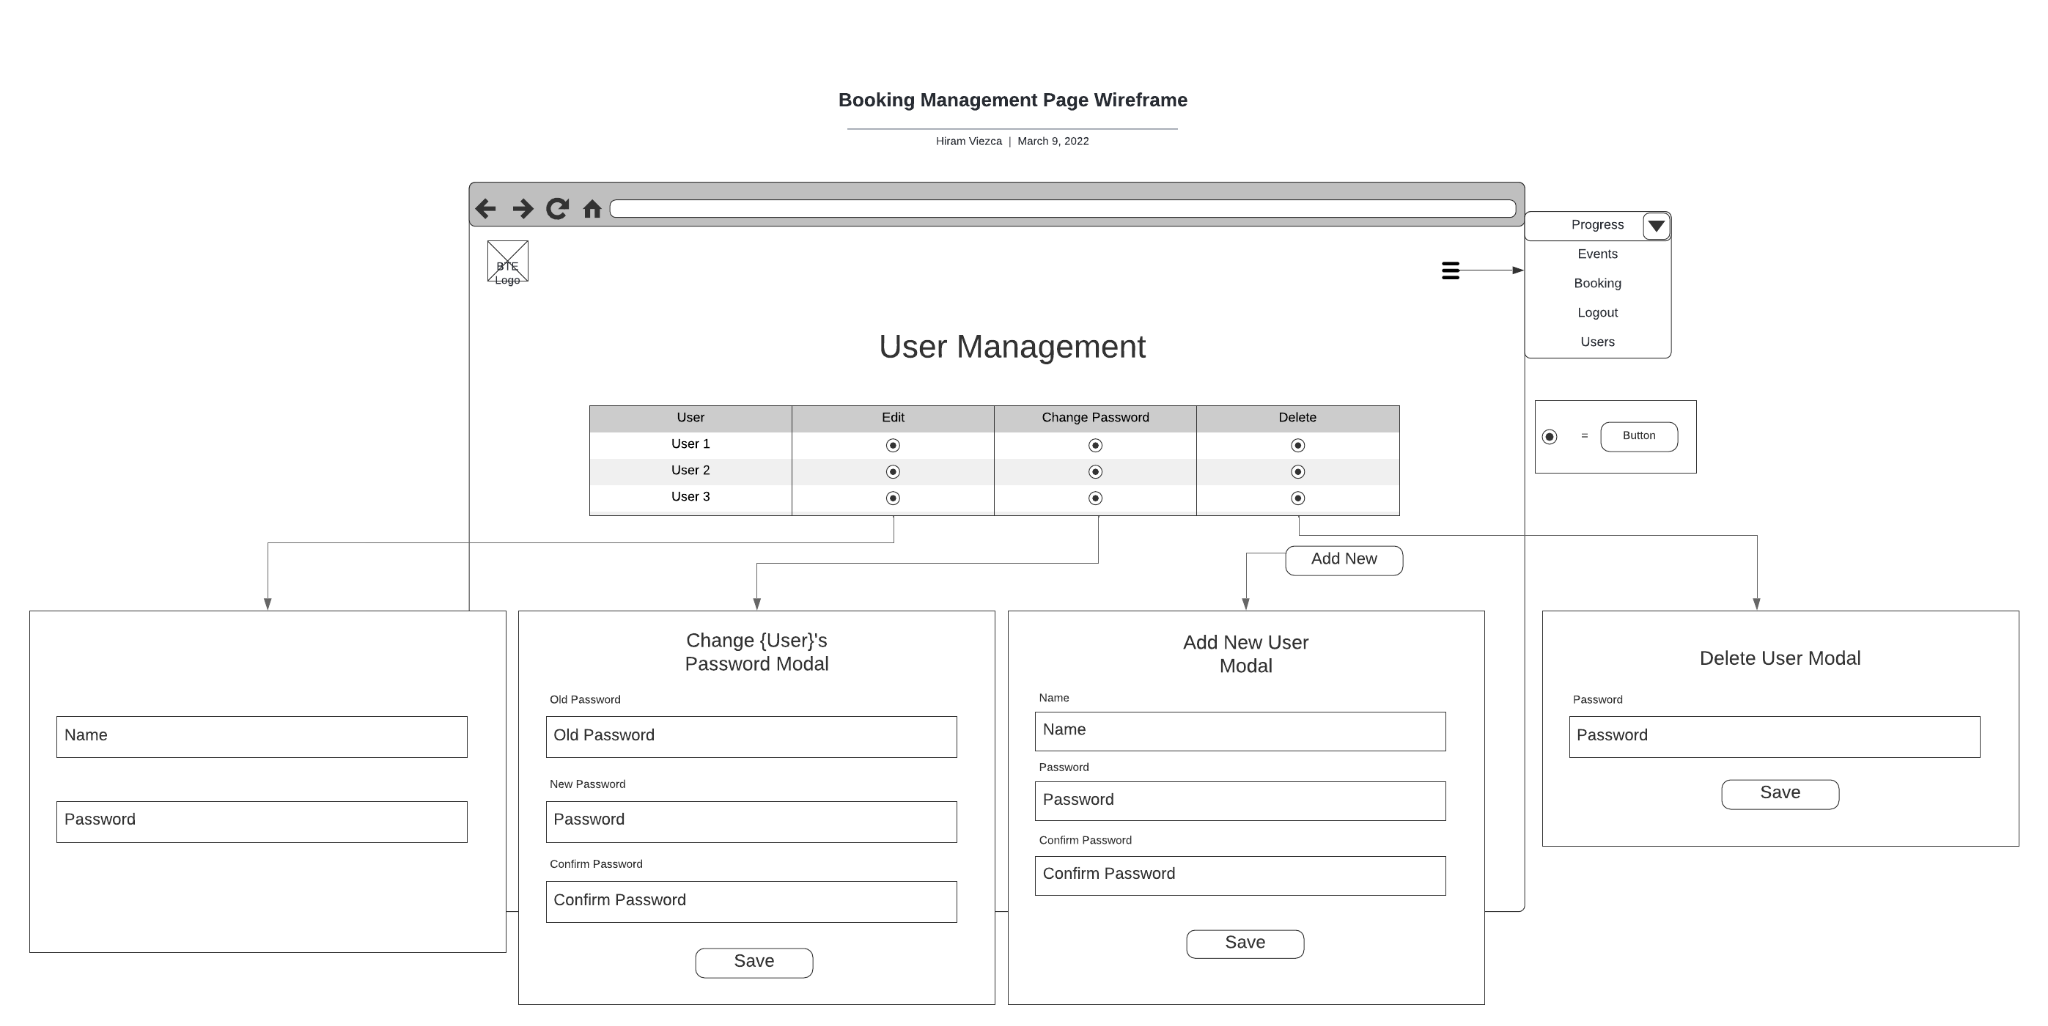 Booking Management Page Wireframe
Hiram Viezca | March 9, 2022
BTE
Logo
Progress
Events
Booking
Logout
Users
User Management
User Edit Change Password Delete
User 1
User 2
User 3
= Button
Add New
Name
Password
Change {User}'s
Password Modal
Old Password
Old Password
New Password
Password
Confirm Password
Confirm Password
Save
Add New User
Modal
Name
Name
Password
Password
Confirm Password
Confirm Password
Save
Delete User Modal
Password
Password
Save